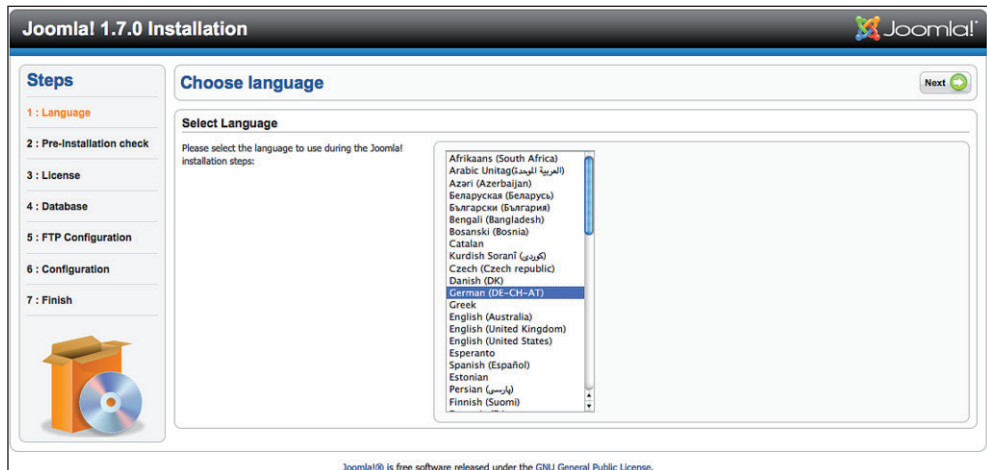 Joomla! 1.7.0 Installation
Joomla!
Steps
1 : Language
2 : Pre-Installation check
3 : License
4 : Database
5 : FTP Configuration
6 : Configuration
7 : Finish
Choose language
Next
Select Language
Please select the language to use during the Joomla!
installation steps:
Afrikaans (South Africa)
Arabic Unitag(العربية الموحدة)
Azəri (Azərbaijan)
Беларуская (Беларусь)
Български (България)
Bengali (Bangladesh)
Bosanski (Bosnia)
Catalan
Kurdish Soranî (کوردی)
Czech (Czech republic)
Danish (DK)
German (DE-CH-AT)
Greek
English (Australia)
English (United Kingdom)
English (United States)
Esperanto
Spanish (Español)
Estonian
Persian (پارسی)
Finnish (Suomi)
Joomla!® is free software released under the GNU General Public License.